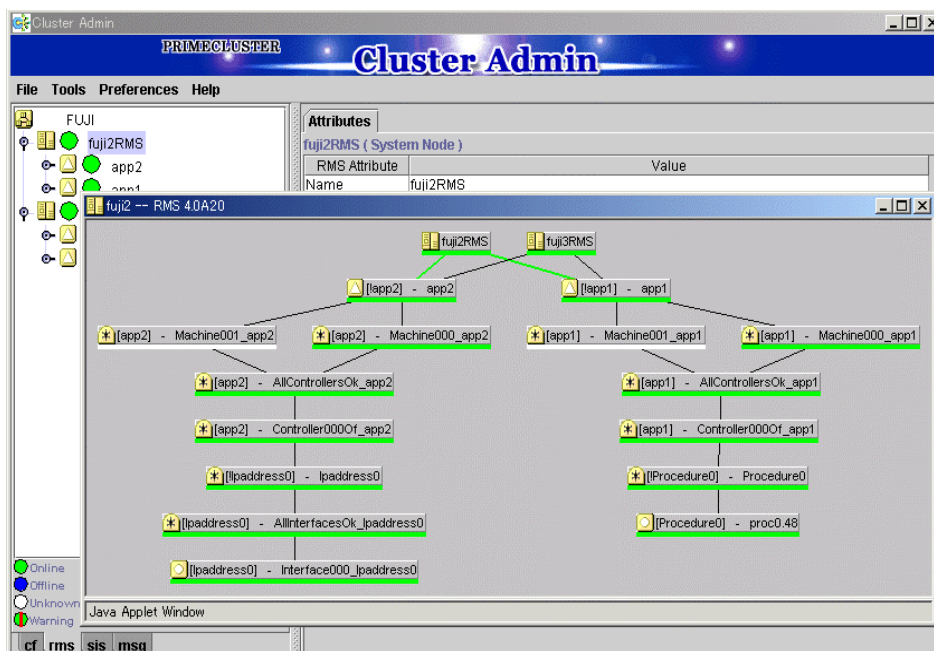 Cluster Admin
PRIMECLUSTER
Cluster Admin
File Tools Preferences Help
FUJI
fuji2RMS
app2
app1
Attributes
fuji2RMS ( System Node )
RMS Attribute Value
Name fuji2RMS
fuji2 -- RMS 4.0A20
fuji2RMS fuji3RMS
[!app2] - app2 [!app1] - app1
[app2] - Machine001_app2 [app2] - Machine000_app2 [app1] - Machine001_app1 [app1] - Machine000_app1
[app2] - AllControllersOk_app2 [app1] - AllControllersOk_app1
[app2] - Controller000Of_app2 [app1] - Controller000Of_app1
[!Ipaddress0] - Ipaddress0 [!Procedure0] - Procedure0
[Ipaddress0] - AllInterfacesOk_Ipaddress0 [Procedure0] - proc0.48
[Ipaddress0] - Interface000_Ipaddress0
Online
Offline
Unknown
Warning
Java Applet Window
cf rms sis msg